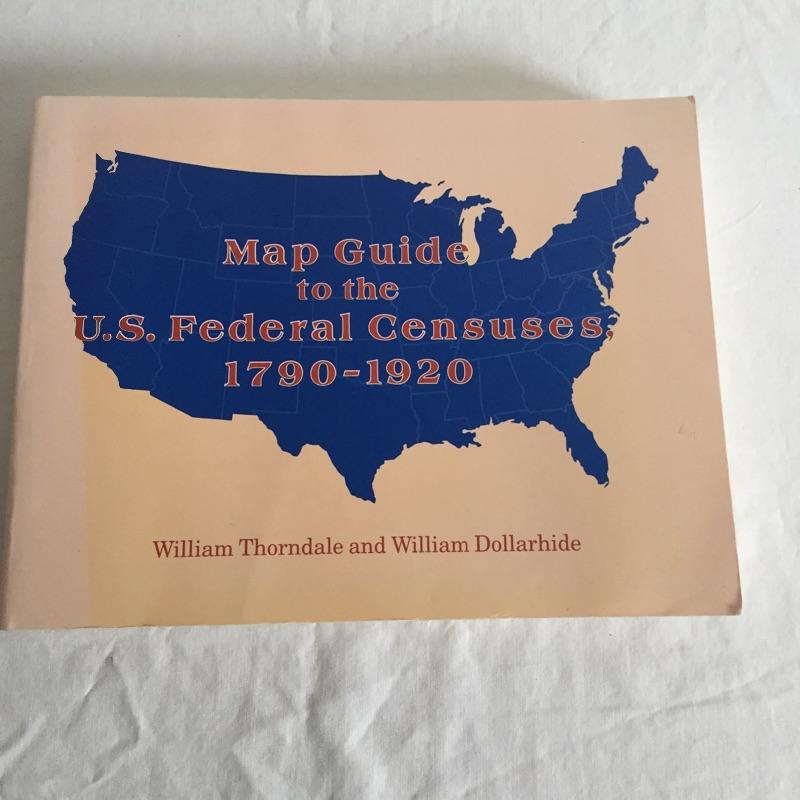 Map Guide
to the
U.S. Federal Censuses,
1790-1920
William Thorndale and William Dollarhide